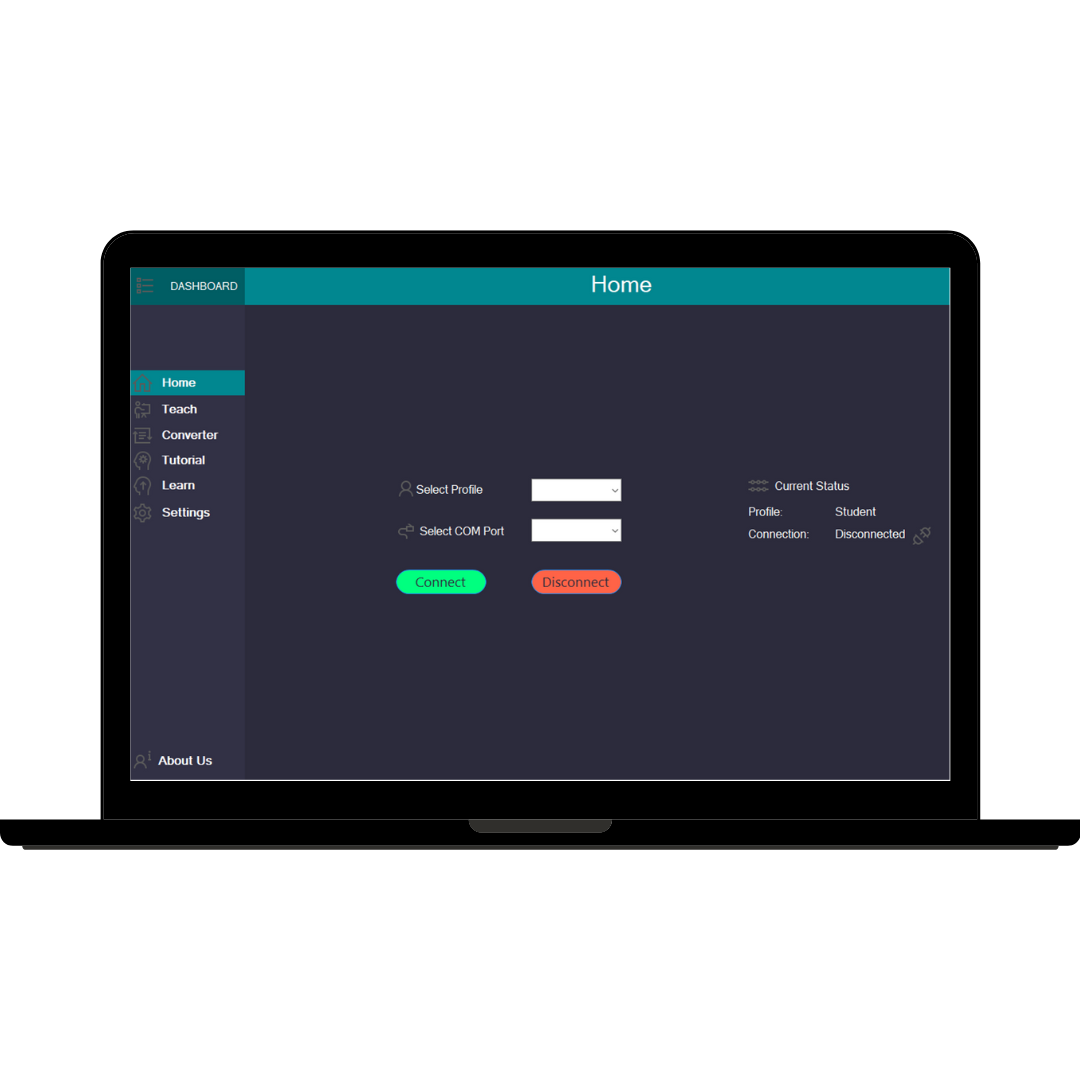 DASHBOARD
Home
Home
Teach
Converter
Tutorial
Learn
Settings
About Us
Select Profile
Select COM Port
Connect
Disconnect
Current Status
Profile: Student
Connection: Disconnected